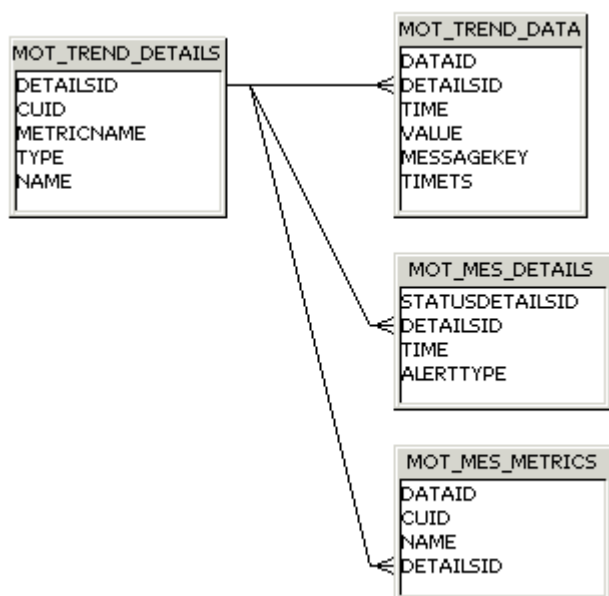 MOT_TREND_DETAILS
DETAILSID
CUID
METRICNAME
TYPE
NAME
MOT_TREND_DATA
DATAID
DETAILSID
TIME
VALUE
MESSAGEKEY
TIMETS
MOT_MES_DETAILS
STATUSDETAILSID
DETAILSID
TIME
ALERTTYPE
MOT_MES_METRICS
DATAID
CUID
NAME
DETAILSID